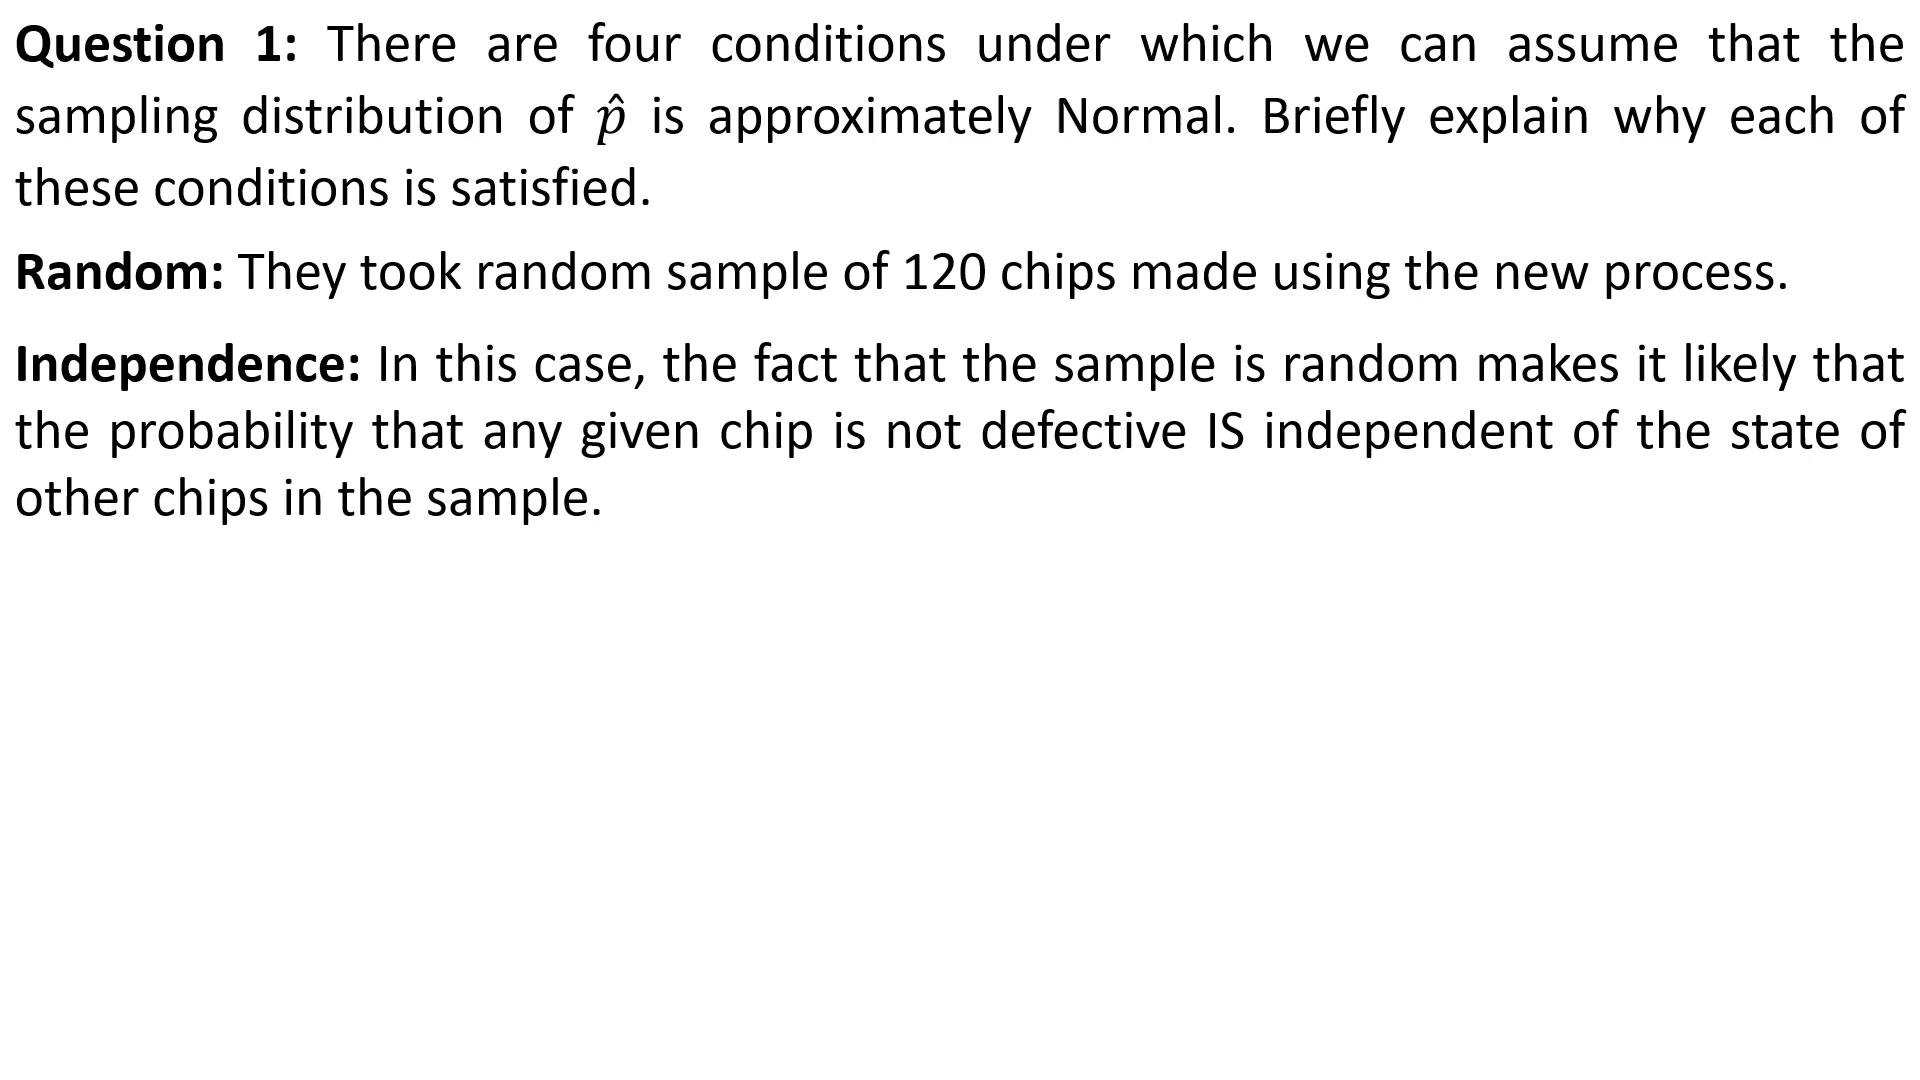 Question 1: There are four conditions under which we can assume that the
sampling distribution of p̂ is approximately Normal. Briefly explain why each of
these conditions is satisfied.
Random: They took random sample of 120 chips made using the new process.
Independence: In this case, the fact that the sample is random makes it likely that
the probability that any given chip is not defective IS independent of the state of
other chips in the sample.